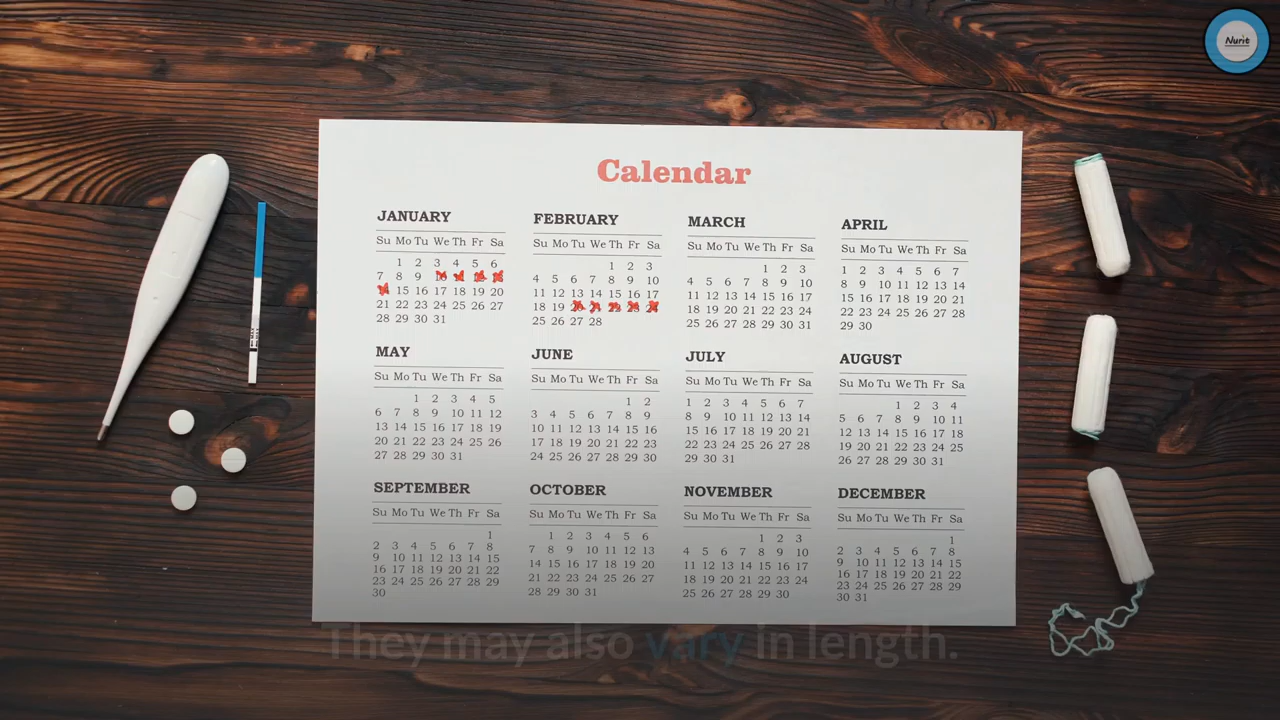 Nurit
Calendar
JANUARY
Su Mo Tu We Th Fr Sa
1 2 3 4 5 6
7 8 9
15 16 17 18 19 20
21 22 23 24 25 26 27
28 29 30 31
FEBRUARY
Su Mo Tu We Th Fr Sa
1 2 3
4 5 6 7 8 9 10
11 12 13 14 15 16 17
18 19
25 26 27 28
MARCH
Su Mo Tu We Th Fr Sa
1 2 3
4 5 6 7 8 9 10
11 12 13 14 15 16 17
18 19 20 21 22 23 24
25 26 27 28 29 30 31
APRIL
Su Mo Tu We Th Fr Sa
1 2 3 4 5 6 7
8 9 10 11 12 13 14
15 16 17 18 19 20 21
22 23 24 25 26 27 28
29 30
MAY
Su Mo Tu We Th Fr Sa
1 2 3 4 5
6 7 8 9 10 11 12
13 14 15 16 17 18 19
20 21 22 23 24 25 26
27 28 29 30 31
JUNE
Su Mo Tu We Th Fr Sa
1 2
3 4 5 6 7 8 9
10 11 12 13 14 15 16
17 18 19 20 21 22 23
24 25 26 27 28 29 30
JULY
Su Mo Tu We Th Fr Sa
1 2 3 4 5 6 7
8 9 10 11 12 13 14
15 16 17 18 19 20 21
22 23 24 25 26 27 28
29 30 31
AUGUST
Su Mo Tu We Th Fr Sa
1 2 3 4
5 6 7 8 9 10 11
12 13 14 15 16 17 18
19 20 21 22 23 24 25
26 27 28 29 30 31
SEPTEMBER
Su Mo Tu We Th Fr Sa
1
2 3 4 5 6 7 8
9 10 11 12 13 14 15
16 17 18 19 20 21 22
23 24 25 26 27 28 29
30
OCTOBER
Su Mo Tu We Th Fr Sa
1 2 3 4 5 6
7 8 9 10 11 12 13
14 15 16 17 18 19 20
21 22 23 24 25 26 27
28 29 30 31
NOVEMBER
Su Mo Tu We Th Fr Sa
1 2 3
4 5 6 7 8 9 10
11 12 13 14 15 16 17
18 19 20 21 22 23 24
25 26 27 28 29 30
DECEMBER
Su Mo Tu We Th Fr Sa
1
2 3 4 5 6 7 8
9 10 11 12 13 14 15
16 17 18 19 20 21 22
23 24 25 26 27 28 29
30 31
They may also vary in length.